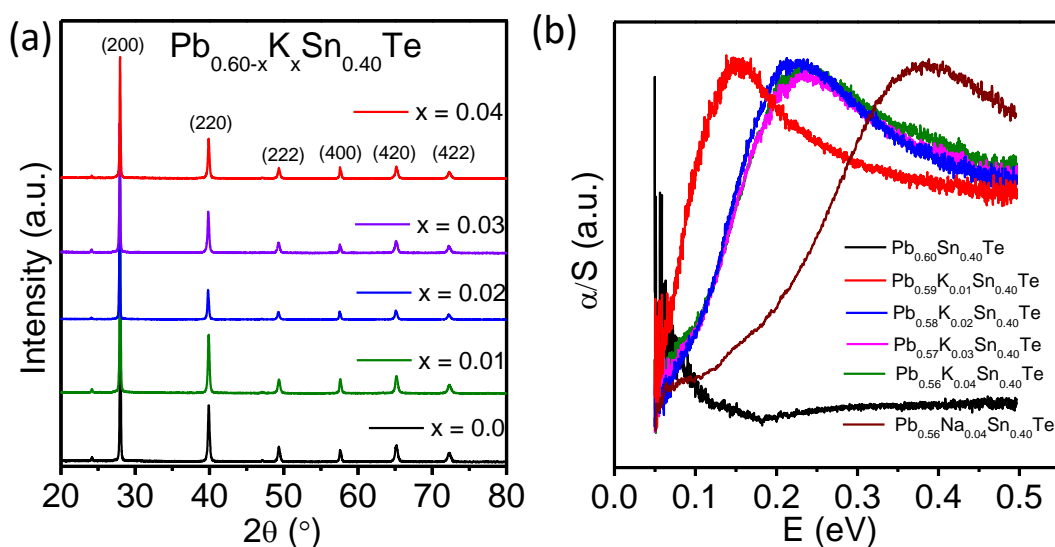 (a)
Pb0.60-xKxSn0.40Te
(200)
(220)
(222) (400) (420) (422)
x = 0.04
x = 0.03
x = 0.02
x = 0.01
x = 0.0
Intensity (a.u.)
20 30 40 50 60 70 80
2θ (°)
(b)
α/S (a.u.)
Pb0.60Sn0.40Te
Pb0.59K0.01Sn0.40Te
Pb0.58K0.02Sn0.40Te
Pb0.57K0.03Sn0.40Te
Pb0.56K0.04Sn0.40Te
Pb0.56Na0.04Sn0.40Te
0.0 0.1 0.2 0.3 0.4 0.5
E (eV)